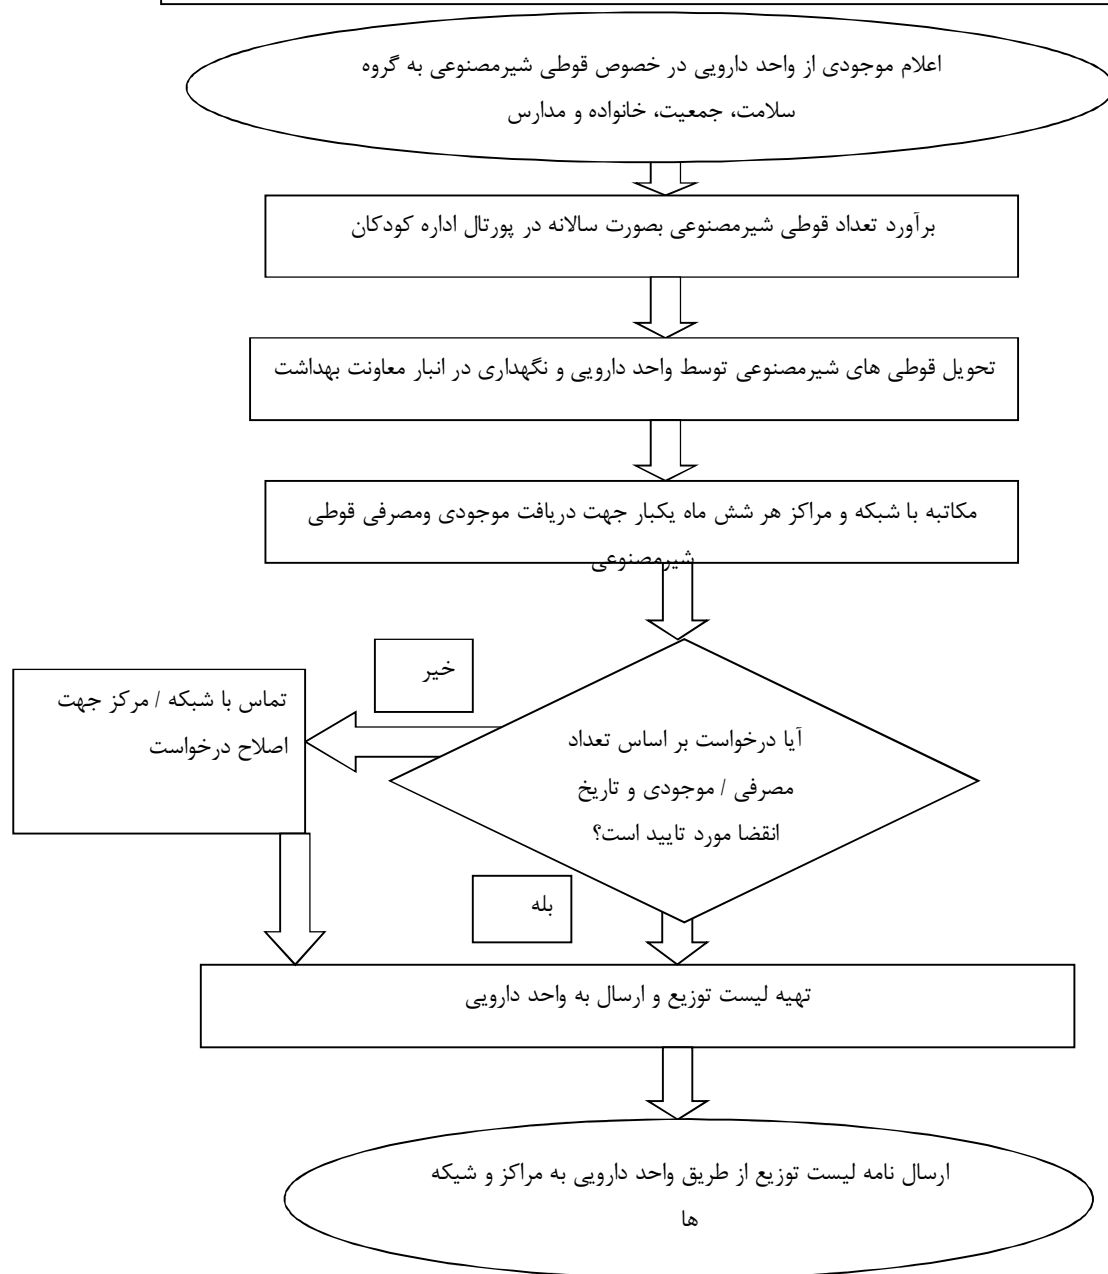 اعلام موجودی از واحد دارویی در خصوص قوطی شیرمصنوعی به گروه
سلامت، جمعیت، خانواده و مدارس
برآورد تعداد قوطی شیرمصنوعی بصورت سالانه در پورتال اداره کودکان
تحویل قوطی های شیرمصنوعی توسط واحد دارویی و نگهداری در انبار معاونت بهداشت
مکاتبه با شبکه و مراکز هر شش ماه یکبار جهت دریافت موجودی ومصرفی قوطی
شیرمصنوعی
خیر
تماس با شبکه / مرکز جهت
اصلاح درخواست
آیا درخواست بر اساس تعداد
مصرفی / موجودی و تاریخ
انقضا مورد تایید است؟
بله
تهیه لیست توزیع و ارسال به واحد دارویی
ارسال نامه لیست توزیع از طریق واحد دارویی به مراکز و شیکه
ها